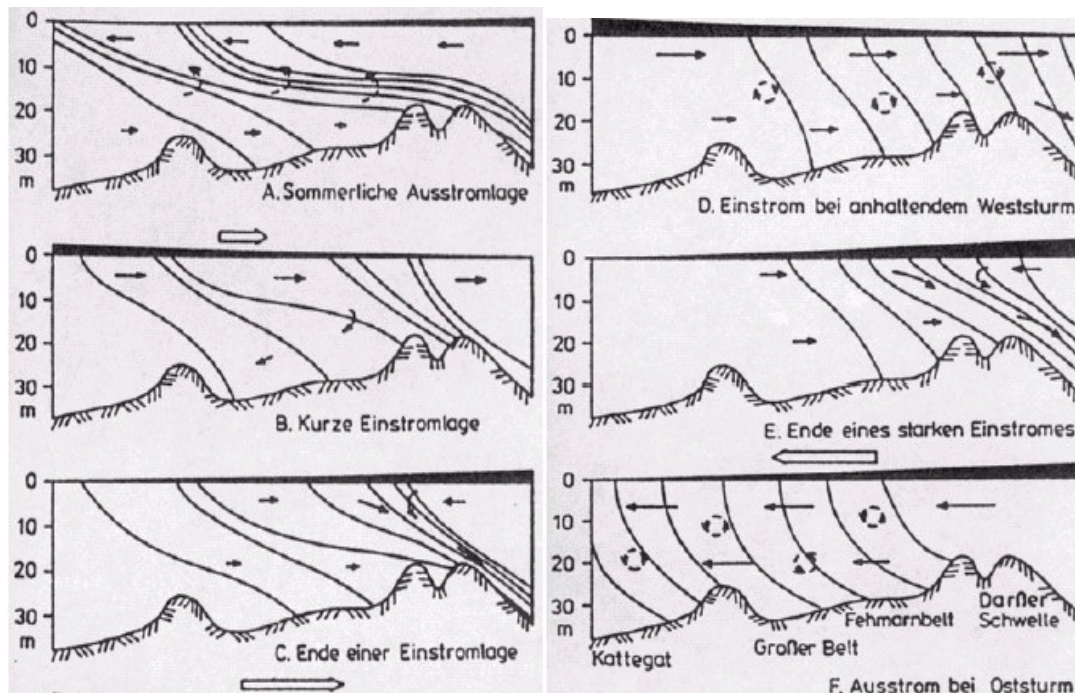 0
10
20
30
m
A. Sommerliche Ausstromlage
0
10
20
30
m
B. Kurze Einstromlage
0
10
20
30
m
C. Ende einer Einstromlage
0
10
20
30
m
D. Einstrom bei anhaltendem Weststurm
0
10
20
30
m
E. Ende eines starken Einstromes
0
10
20
30
m
Kattegat
Großer Belt
Fehmarnbelt
Darßer
Schwelle
F. Ausstrom bei Oststurm